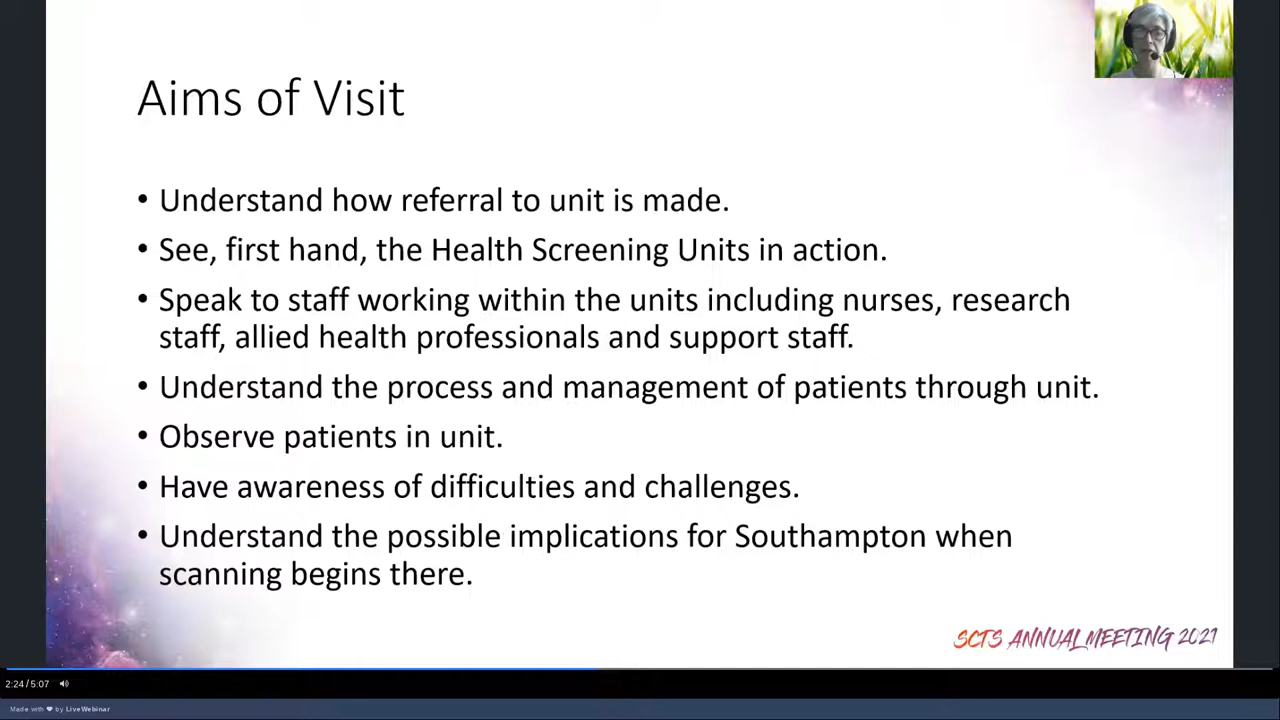 Aims of Visit
• Understand how referral to unit is made.
• See, first hand, the Health Screening Units in action.
• Speak to staff working within the units including nurses, research
staff, allied health professionals and support staff.
• Understand the process and management of patients through unit.
• Observe patients in unit.
• Have awareness of difficulties and challenges.
• Understand the possible implications for Southampton when
scanning begins there.
SCTS ANNUAL MEETING 2021
2:24/5:07
Made with ❤ by LiveWebinar